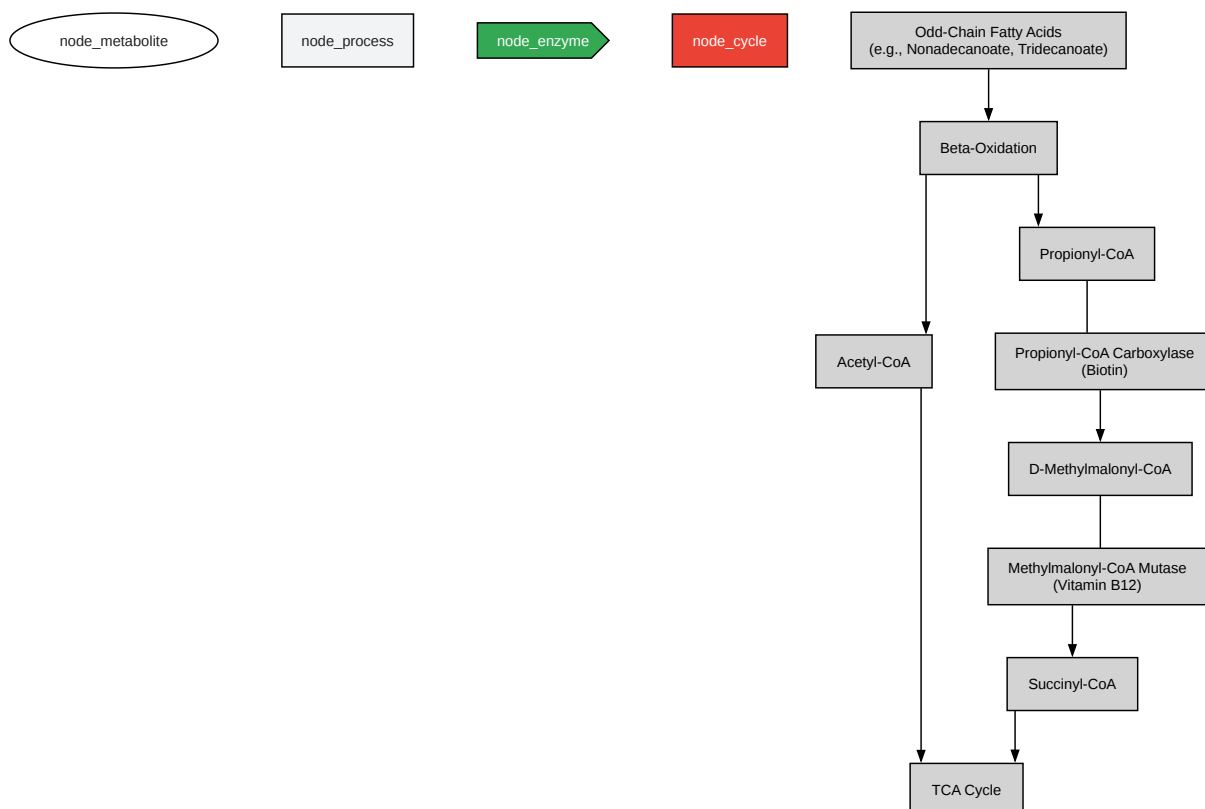 node_metabolite
node_process
node_enzyme
node_cycle
Odd-Chain Fatty Acids
(e.g., Nonadecanoate, Tridecanoate)
Beta-Oxidation
Propionyl-CoA
Acetyl-CoA
Propionyl-CoA Carboxylase
(Biotin)
D-Methylmalonyl-CoA
Methylmalonyl-CoA Mutase
(Vitamin B12)
Succinyl-CoA
TCA Cycle